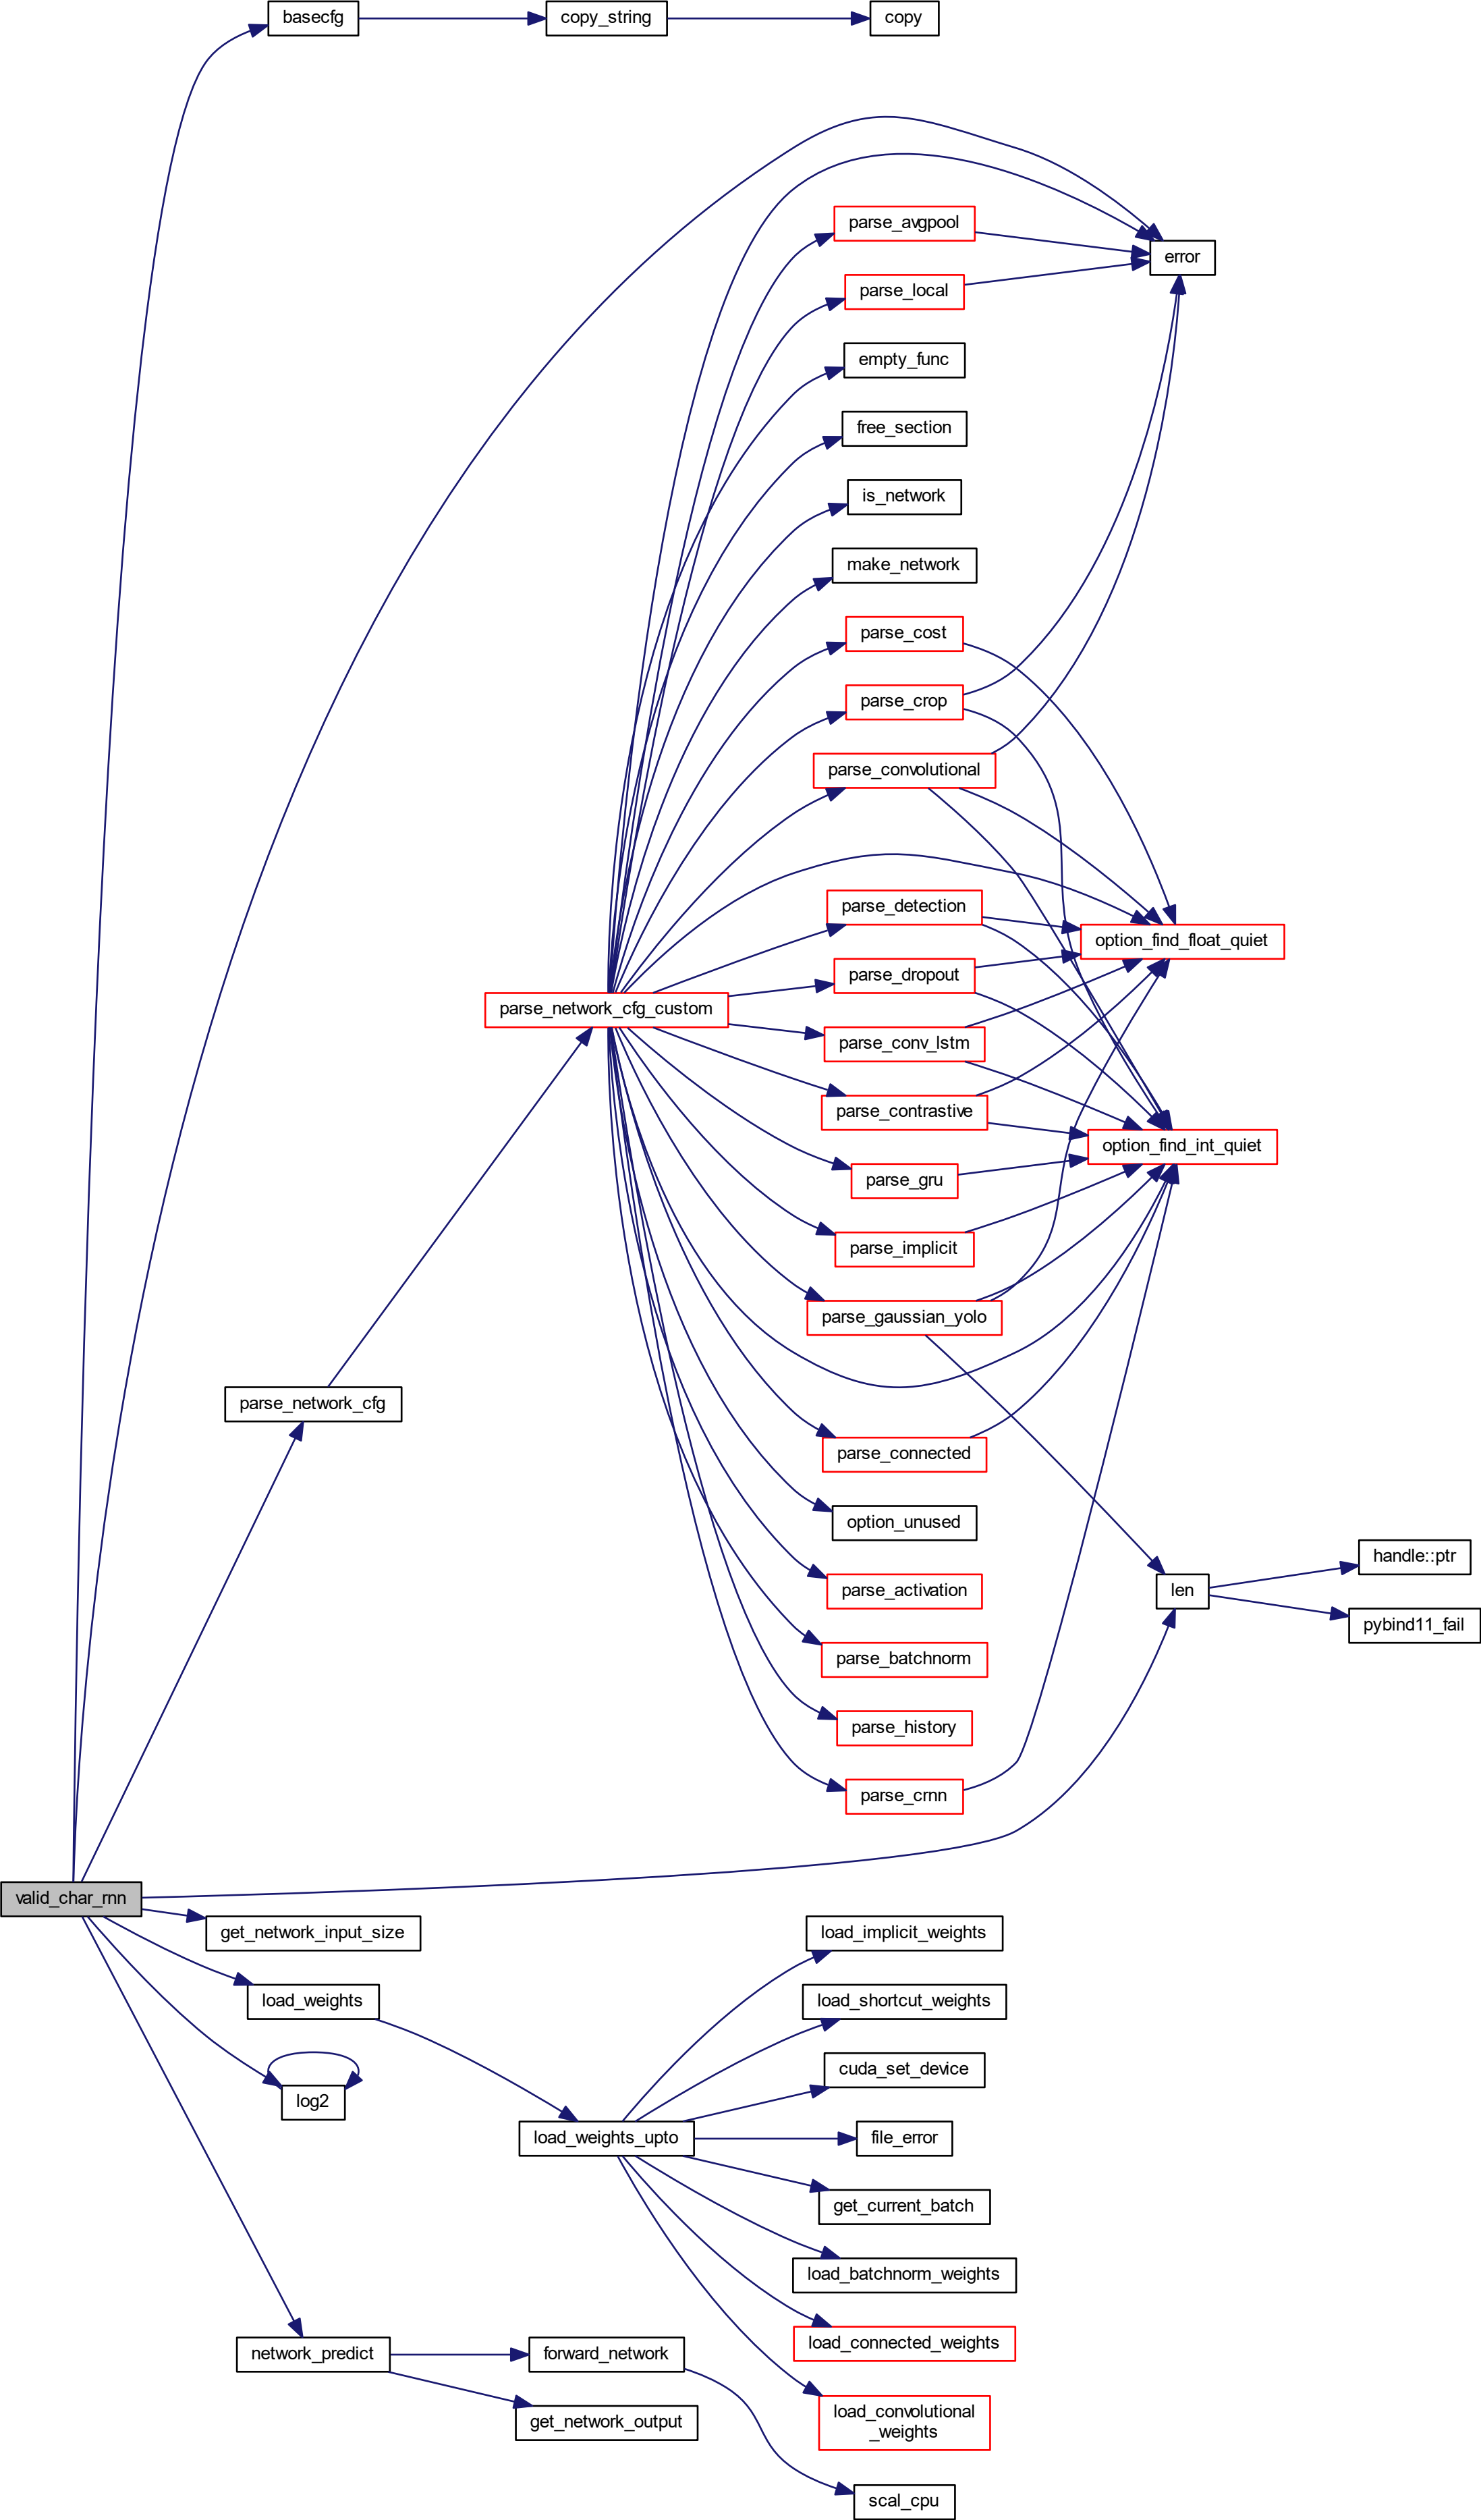 basecfg
copy_string
copy
parse_avgpool
error
parse_local
empty_func
free_section
is_network
make_network
parse_cost
parse_crop
parse_convolutional
parse_detection
option_find_float_quiet
parse_dropout
parse_network_cfg_custom
parse_conv_lstm
parse_contrastive
option_find_int_quiet
parse_gru
parse_implicit
parse_gaussian_yolo
parse_network_cfg
parse_connected
option_unused
handle::ptr
parse_activation
len
pybind11_fail
parse_batchnorm
parse_history
parse_crnn
valid_char_rnn
get_network_input_size
load_implicit_weights
load_weights
load_shortcut_weights
cuda_set_device
log2
load_weights_upto
file_error
get_current_batch
load_batchnorm_weights
load_connected_weights
network_predict
forward_network
load_convolutional
_weights
get_network_output
scal_cpu